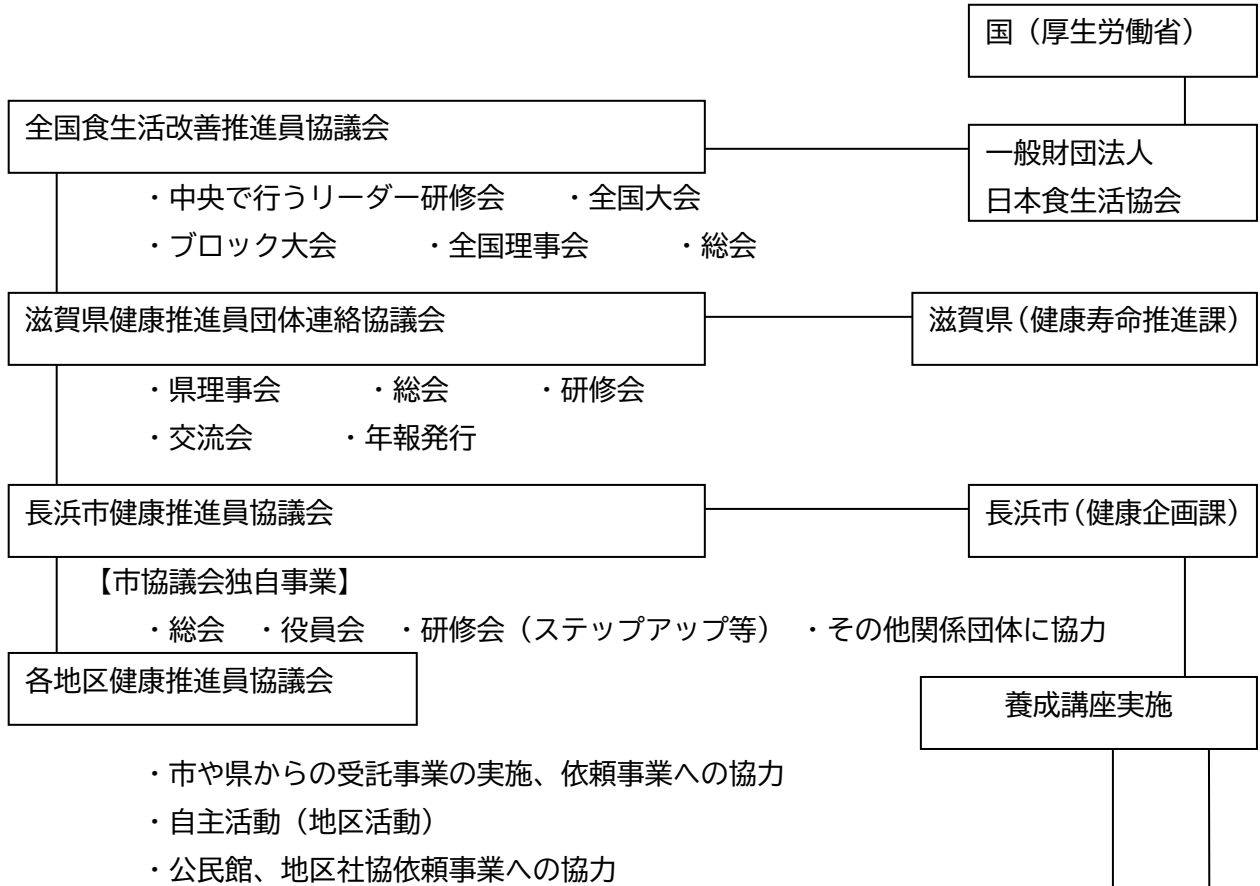 国（厚生労働省）
全国食生活改善推進員協議会
一般財団法人
日本食生活協会
・中央で行うリーダー研修会　・全国大会
・ブロック大会　・全国理事会　・総会
滋賀県健康推進員団体連絡協議会
滋賀県（健康寿命推進課）
・県理事会　・総会　・研修会
・交流会　・年報発行
長浜市健康推進員協議会
長浜市（健康企画課）
【市協議会独自事業】
・総会　・役員会　・研修会（ステップアップ等）　・その他関係団体に協力
各地区健康推進員協議会
養成講座実施
・市や県からの受託事業の実施、依頼事業への協力
・自主活動（地区活動）
・公民館、地区社協依頼事業への協力